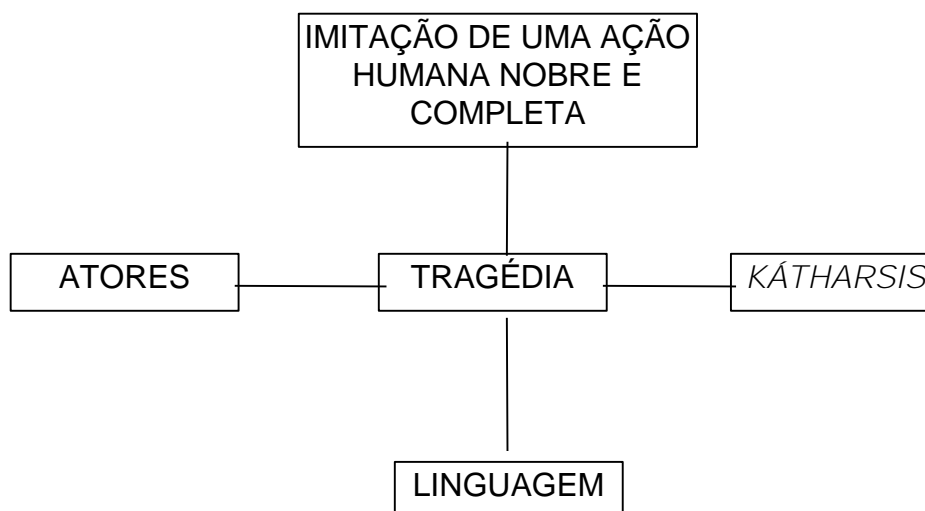 IMITAÇÃO DE UMA AÇÃO
HUMANA NOBRE E
COMPLETA
ATORES
TRAGÉDIA
KÁTHARSIS
LINGUAGEM